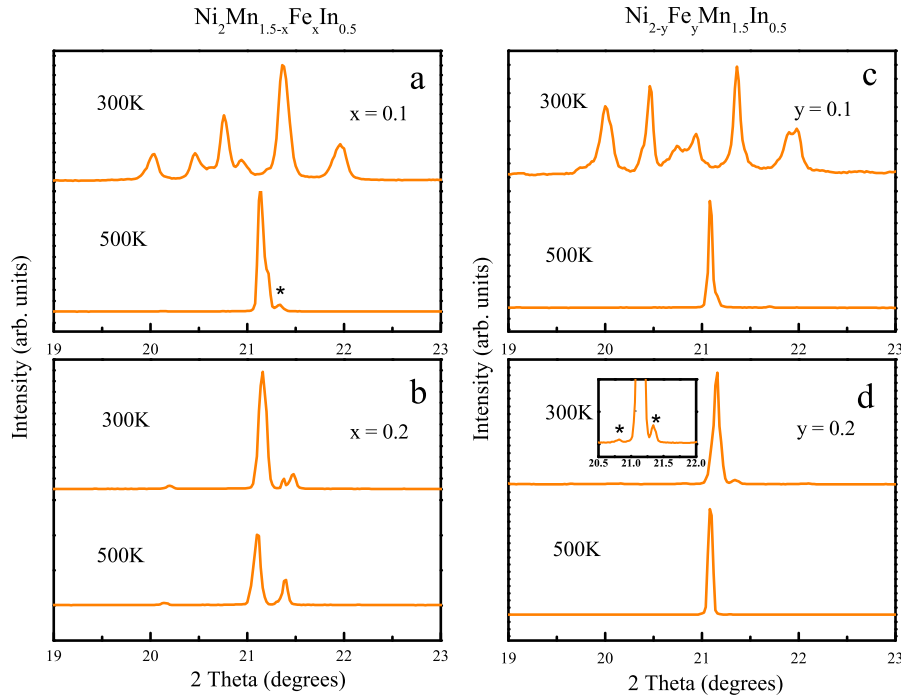 Ni2Mn1.5-xFexIn0.5
Ni2-yFeyMn1.5In0.5
a
300K
x = 0.1
500K
*
19 20 21 22 23
c
300K
y = 0.1
500K
19 20 21 22 23
b
300K
x = 0.2
500K
19 20 21 22 23
2 Theta (degrees)
Intensity (arb. units)
d
300K
* *
20.5 21.0 21.5 22.0
y = 0.2
500K
19 20 21 22 23
2 Theta (degrees)
Intensity (arb. units)